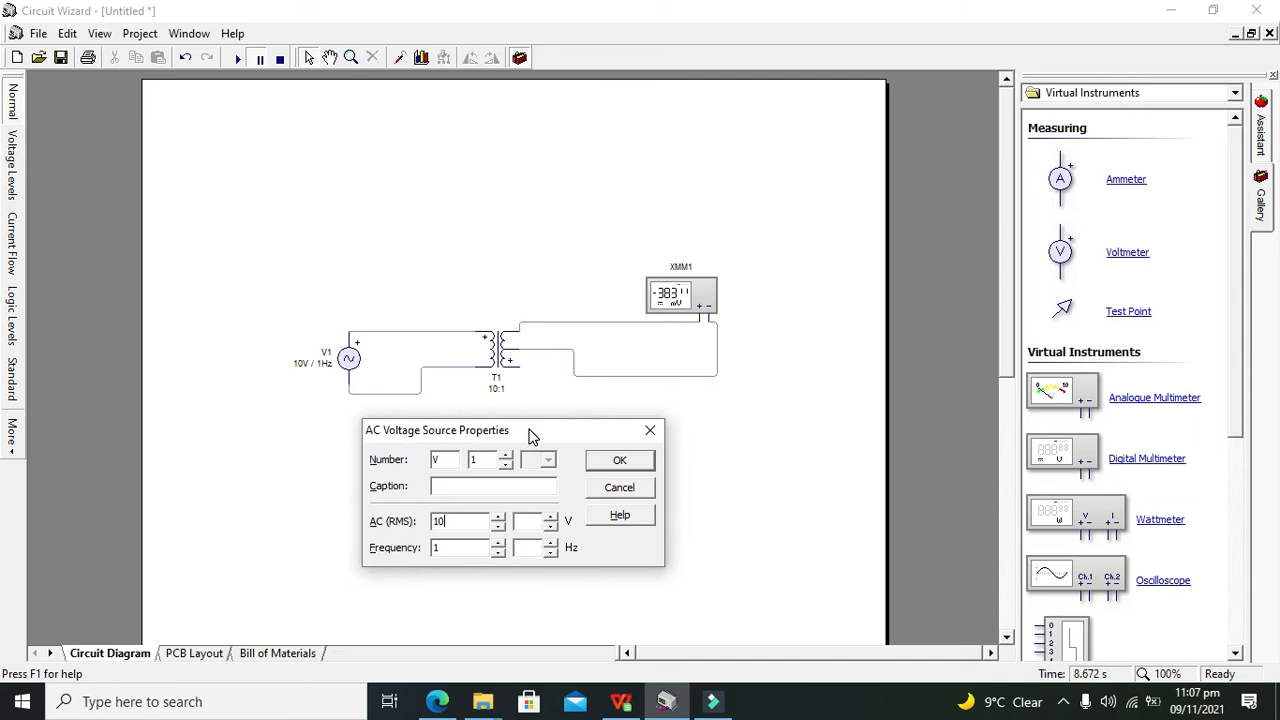 Circuit Wizard - [Untitled *]
File Edit View Project Window Help
Normal
Voltage Levels
Current Flow
Logic Levels
Standard
More
Virtual Instruments
Measuring
A
Ammeter
V
Voltmeter
Test Point
Virtual Instruments
Analogue Multimeter
Digital Multimeter
Wattmeter
Oscilloscope
Assistant
Gallery
XMM1
-383
mV
V1
10V / 1Hz
T1
10:1
AC Voltage Source Properties
Number: V 1
OK
Caption:
Cancel
AC (RMS): 10 V
Help
Frequency: 1 Hz
Circuit Diagram PCB Layout Bill of Materials
Press F1 for help
Time: 8.672 s 100% Ready
Type here to search
9°C Clear
11:07 pm
09/11/2021